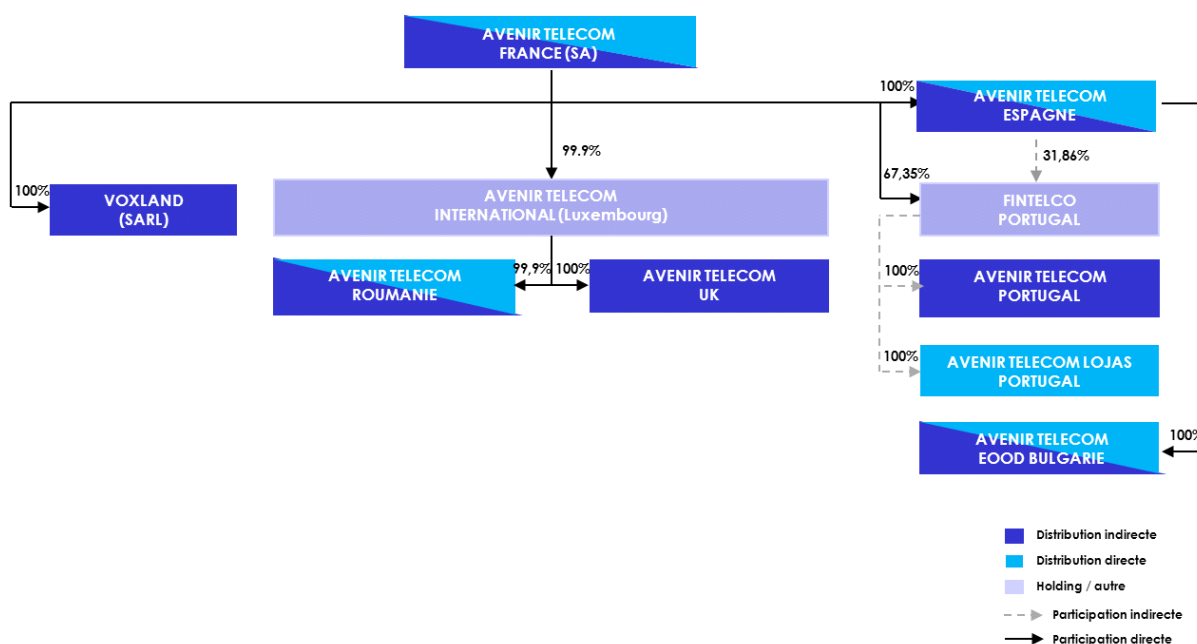 AVENIR TELECOM
FRANCE (SA)
100%
AVENIR TELECOM
ESPAGNE
99.9%
31,86%
67,35%
100%
VOXLAND
(SARL)
AVENIR TELECOM
INTERNATIONAL (Luxembourg)
FINTELCO
PORTUGAL
AVENIR TELECOM
ROUMANIE
99,9%
100%
AVENIR TELECOM
UK
100%
AVENIR TELECOM
PORTUGAL
100%
AVENIR TELECOM LOJAS
PORTUGAL
AVENIR TELECOM
EOOD BULGARIE
100%
Distribution indirecte
Distribution directe
Holding / autre
Participation indirecte
Participation directe